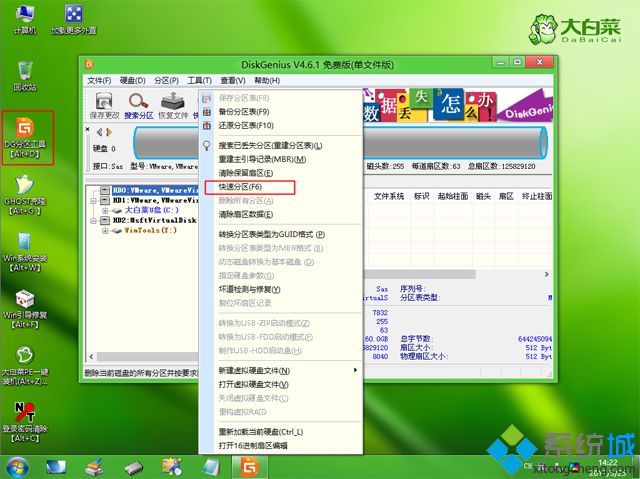 计算机
加载更多外置
大白菜
DaBaiCai
回收站
DG分区工具
【Alt+D】
GHOST克隆
【Alt+G】
Win系统安装
【Alt+W】
Win引导修复
【Alt+F】
大白菜PE一键
装机(Alt+Z)...
登录密码清除
【Alt+C】
DiskGenius V4.6.1 免费版(单文件版)
文件(F) 硬盘(D) 分区(P) 工具(T) 查看(V) 帮助(H)
保存更改 搜索分区 恢复文件
数据丢失怎么办!
DiskGenius
硬盘 0
接口:Sas 型号:VMware,VMwareVi
磁头数:255 每道扇区数:63 总扇区数:125829120
HD0:VMware,VMwareVi
HD1:VMware,VMwareVi
大白菜U盘(C:)
HD2:MsftVirtualDisk
WimTools(Y:)
保存分区表(F8)
备份分区表(F9)
还原分区表(F10)
搜索已丢失分区(重建分区表)(L)
重建主引导记录(MBR)(M)
清除保留扇区(E)
快速分区(F6)
删除所有分区(A)
清除扇区数据(E)
转换分区表类型为GUID格式 (P)
转换分区表类型为MBR格式
动态磁盘转换为基本磁盘 (D)
指定硬盘参数(G)
坏道检测与修复(Y)
复位坏扇区记录
转换为USB-ZIP启动模式(Z)
转换为USB-FDD启动模式(F)
制作USB-HDD启动盘(H)
新建虚拟硬盘文件(N)
打开虚拟硬盘文件(V)
关闭虚拟硬盘文件(C)
重构虚拟RAID
重新加载当前硬盘(Ctrl_L)
打开16进制扇区编辑
文件系统 标识 起始柱面 磁头 扇区 终止柱面
Sas 序列号:
分区表类型: M
7832
255
63
总字节数: 644245094
扇区大小: 512 Byt
8040 物理扇区大小: 512 Byt
删除当前磁盘的所有分区并按要求
14:22
系统城
xitongcheng.com